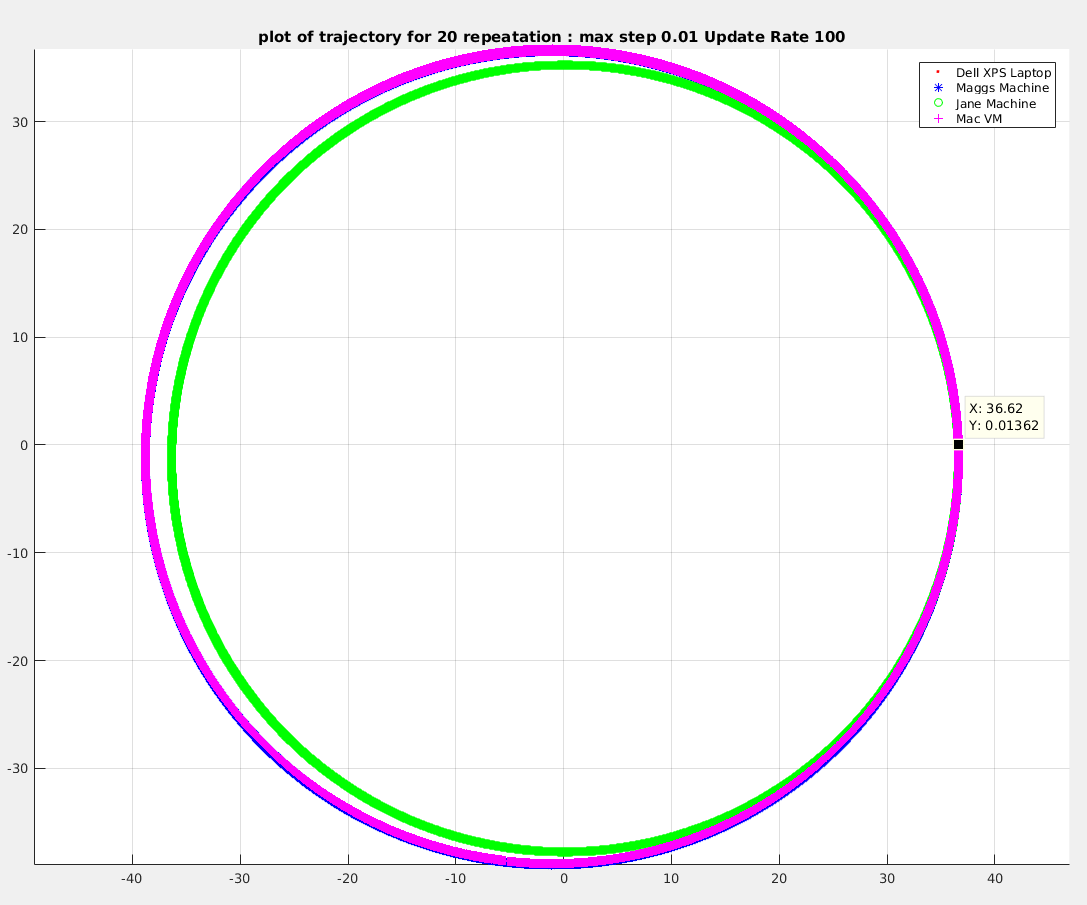 plot of trajectory for 20 repeatation : max step 0.01 Update Rate 100
Dell XPS Laptop
Maggs Machine
Jane Machine
Mac VM
30
20
10
0
-10
-20
-30
X: 36.62
Y: 0.01362
-40 -30 -20 -10 0 10 20 30 40